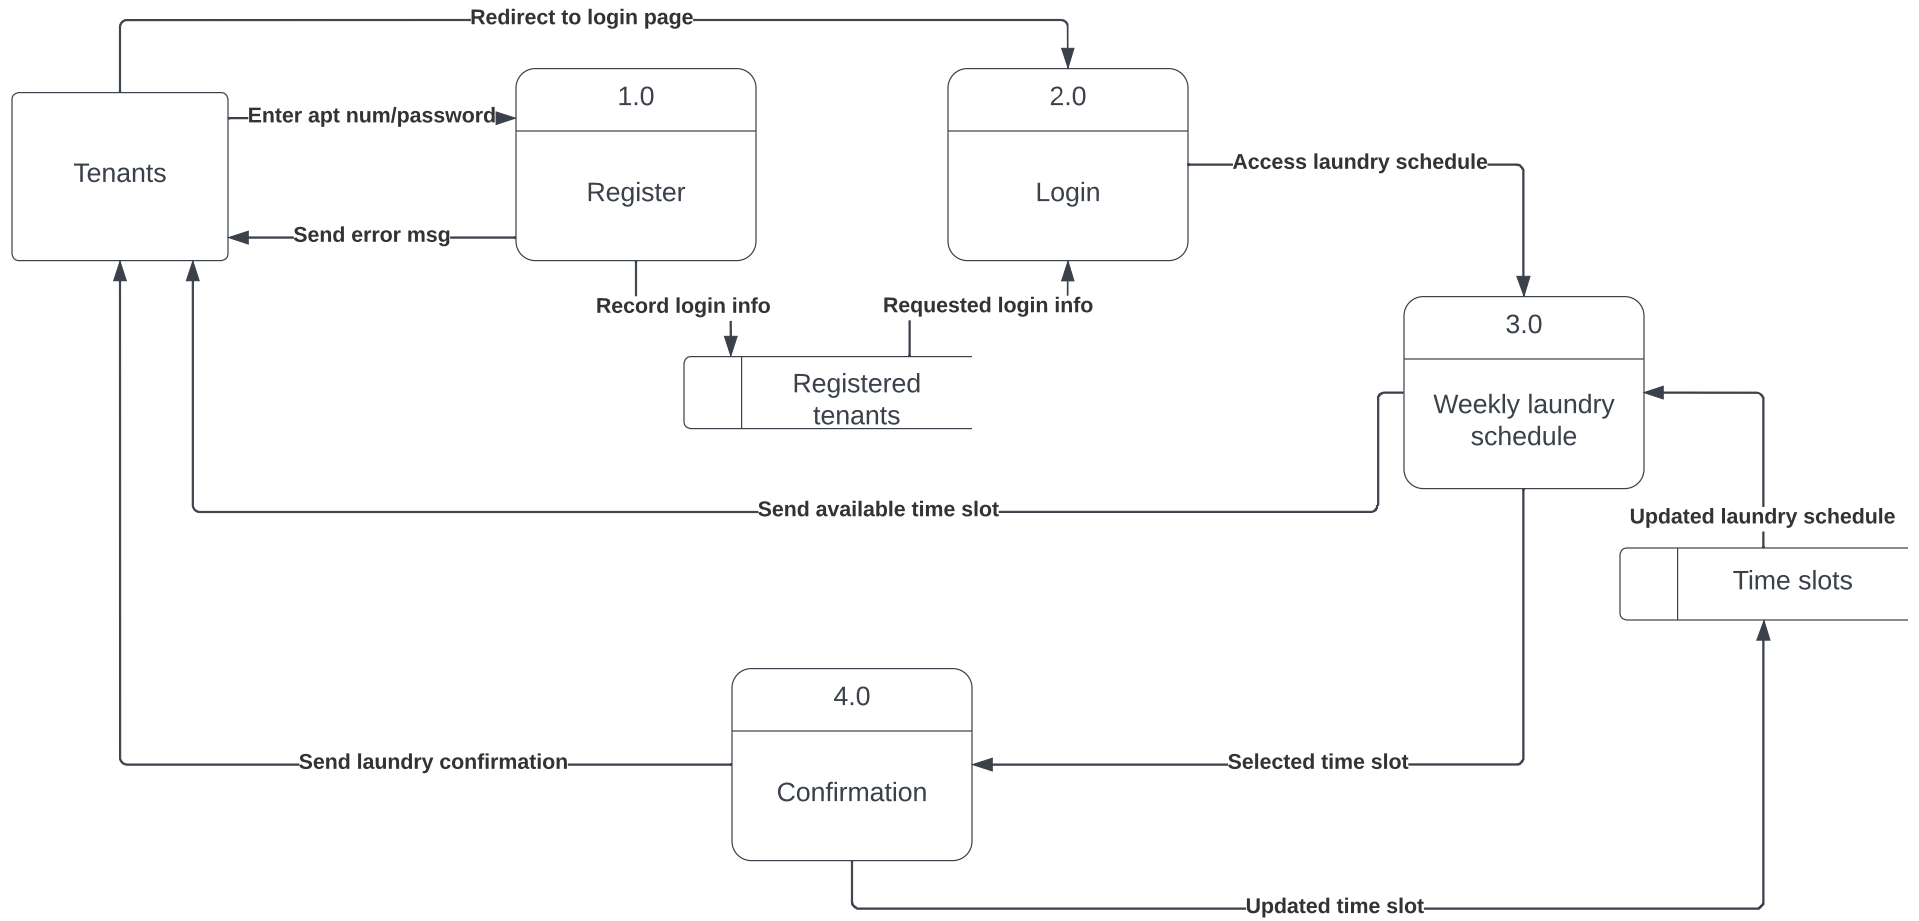 Redirect to login page
1.0
2.0
Enter apt num/password
Tenants
Register
Login
Access laundry schedule
Send error msg
Record login info
Requested login info
3.0
Registered
tenants
Weekly laundry
schedule
Send available time slot
Updated laundry schedule
Time slots
4.0
Send laundry confirmation
Selected time slot
Confirmation
Updated time slot